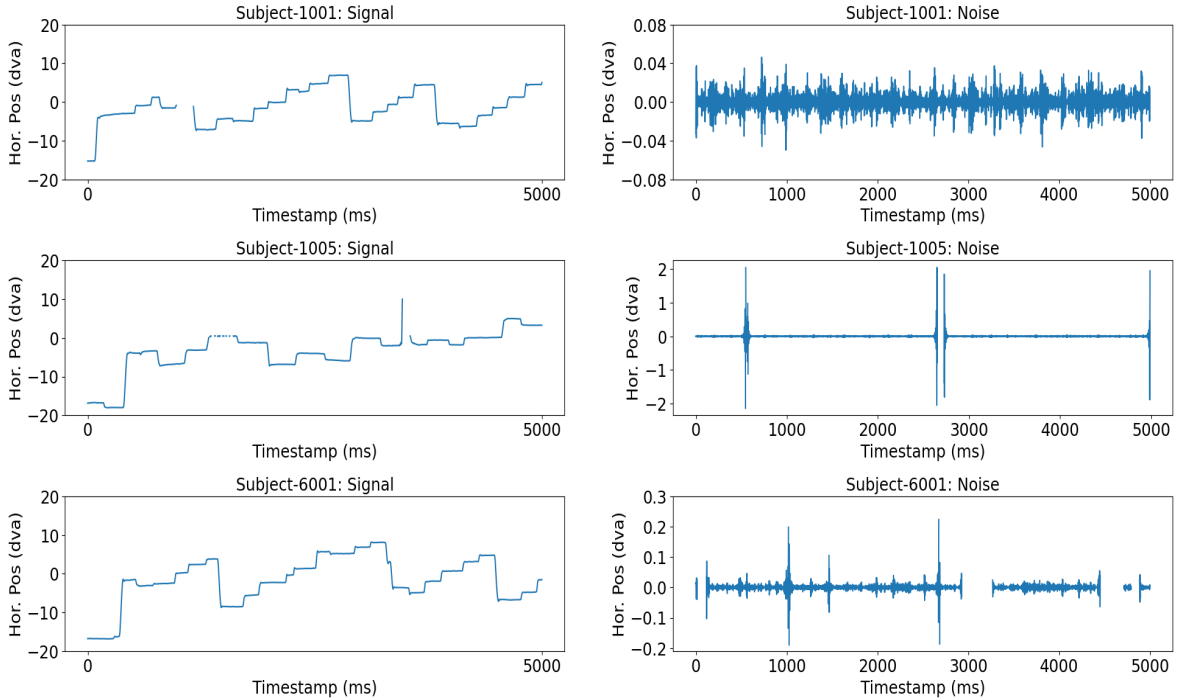 Subject-1001: Signal
20
10
0
−10
−20
Hor. Pos (dva)
0 5000
Timestamp (ms)
Subject-1001: Noise
0.08
0.04
0.00
−0.04
−0.08
Hor. Pos (dva)
0 1000 2000 3000 4000 5000
Timestamp (ms)
Subject-1005: Signal
20
10
0
−10
−20
Hor. Pos (dva)
0 5000
Timestamp (ms)
Subject-1005: Noise
2
1
0
−1
−2
Hor. Pos (dva)
0 1000 2000 3000 4000 5000
Timestamp (ms)
Subject-6001: Signal
20
10
0
−10
−20
Hor. Pos (dva)
0 5000
Timestamp (ms)
Subject-6001: Noise
0.3
0.2
0.1
0.0
−0.1
−0.2
Hor. Pos (dva)
0 1000 2000 3000 4000 5000
Timestamp (ms)